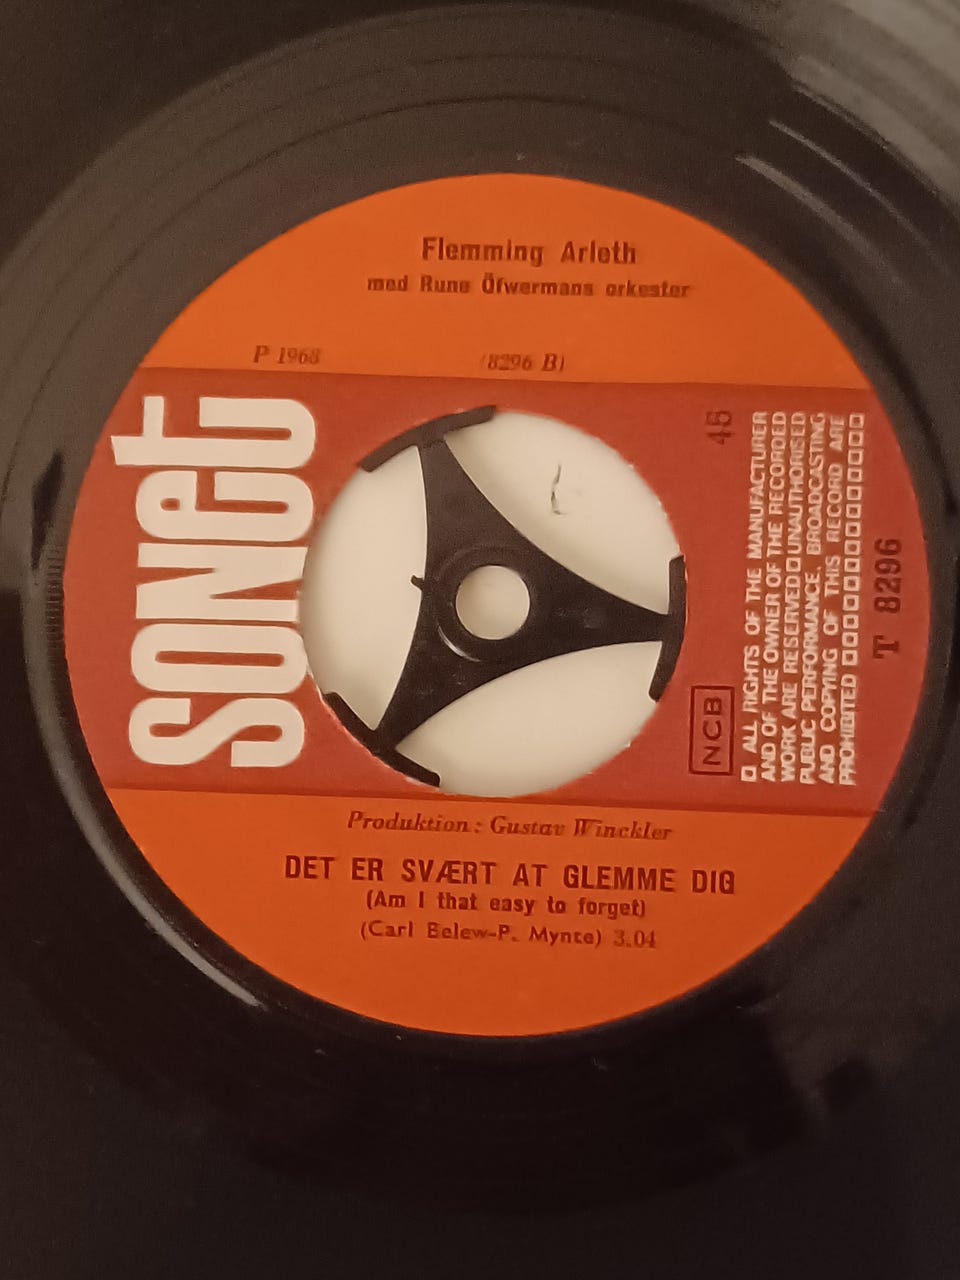 Flemming Arleth
med Rune Öfwermans orkester
P 1968
(8296 B)
SONET
45
NCB
□ ALL RIGHTS OF THE MANUFACTURER
AND OF THE OWNER OF THE RECORDED
WORK ARE RESERVED □ UNAUTHORISED
PUBLIC PERFORMANCE, BROADCASTING
AND COPYING OF THIS RECORD ARE
PROHIBITED □□□□□□□□□□□□□□
T 8296
Produktion: Gustav Winckler
DET ER SVÆRT AT GLEMME DIG
(Am I that easy to forget)
(Carl Belew-P. Mynte) 3.04